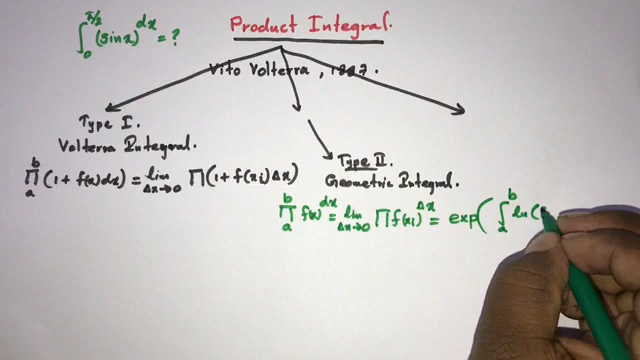 Product Integral.
∫₀^{π/2} (sinx)^{dx} = ?
Vito Volterra, 1887.
Type I.
Volterra Integral.
∏ₐᵇ (1 + f(x)dx) = lim_{Δx→0} ∏(1 + f(xᵢ)Δx)
Type II.
Geometric Integral.
∏ₐᵇ f(x)^{dx} = lim_{Δx→0} ∏ f(xᵢ)^{Δx} = exp( ∫ₐᵇ ln(